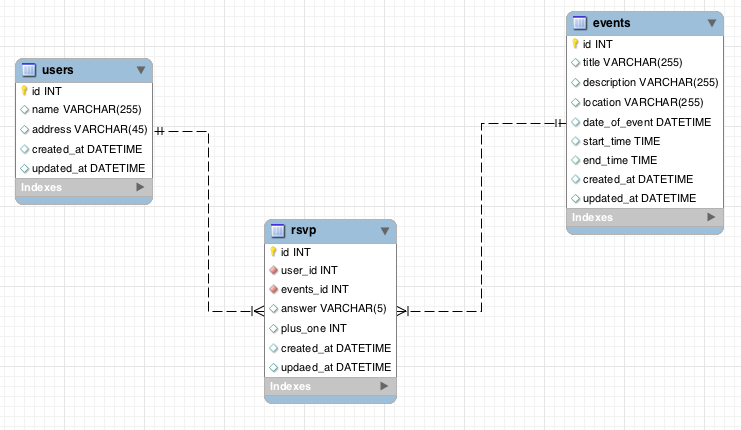 users
id INT
name VARCHAR(255)
address VARCHAR(45)
created_at DATETIME
updated_at DATETIME
Indexes
events
id INT
title VARCHAR(255)
description VARCHAR(255)
location VARCHAR(255)
date_of_event DATETIME
start_time TIME
end_time TIME
created_at DATETIME
updated_at DATETIME
Indexes
rsvp
id INT
user_id INT
events_id INT
answer VARCHAR(5)
plus_one INT
created_at DATETIME
updaed_at DATETIME
Indexes